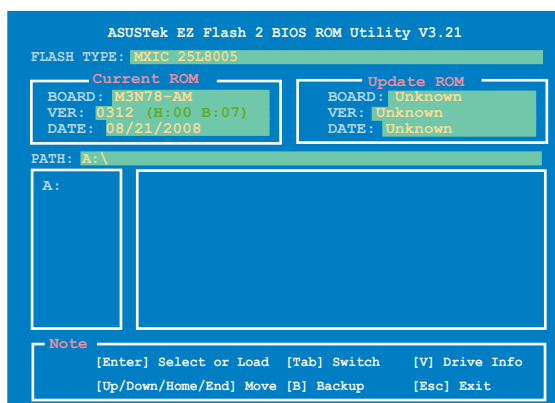 ASUSTek EZ Flash 2 BIOS ROM Utility V3.21
FLASH TYPE: MXIC 25L8005
Current ROM
BOARD: M3N78-AM
VER: 0312 (H:00 B:07)
DATE: 08/21/2008
Update ROM
BOARD: Unknown
VER: Unknown
DATE: Unknown
PATH: A:\
A:
Note
[Enter] Select or Load [Tab] Switch [V] Drive Info
[Up/Down/Home/End] Move [B] Backup [Esc] Exit